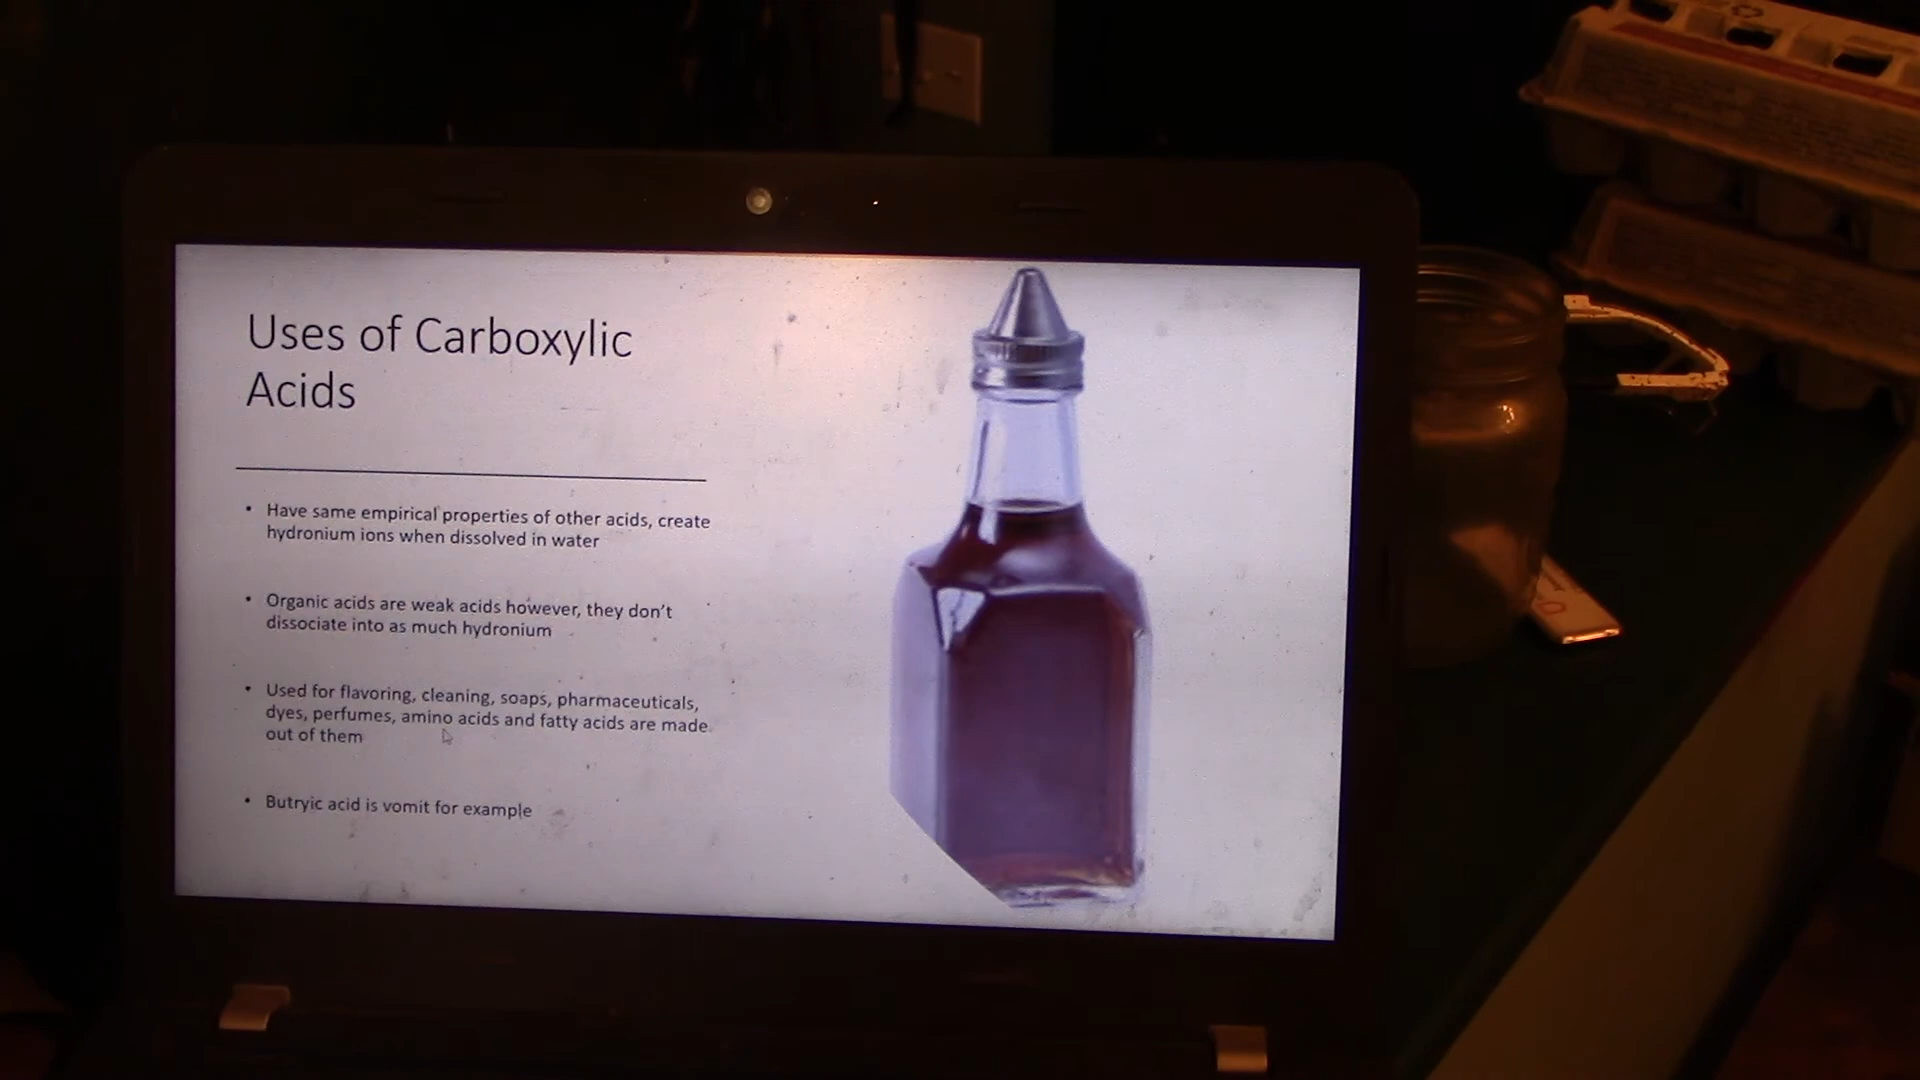 Uses of Carboxylic
Acids
• Have same empirical properties of other acids, create
hydronium ions when dissolved in water
• Organic acids are weak acids however, they don't
dissociate into as much hydronium
• Used for flavoring, cleaning, soaps, pharmaceuticals,
dyes, perfumes, amino acids and fatty acids are made
out of them
• Butryic acid is vomit for example